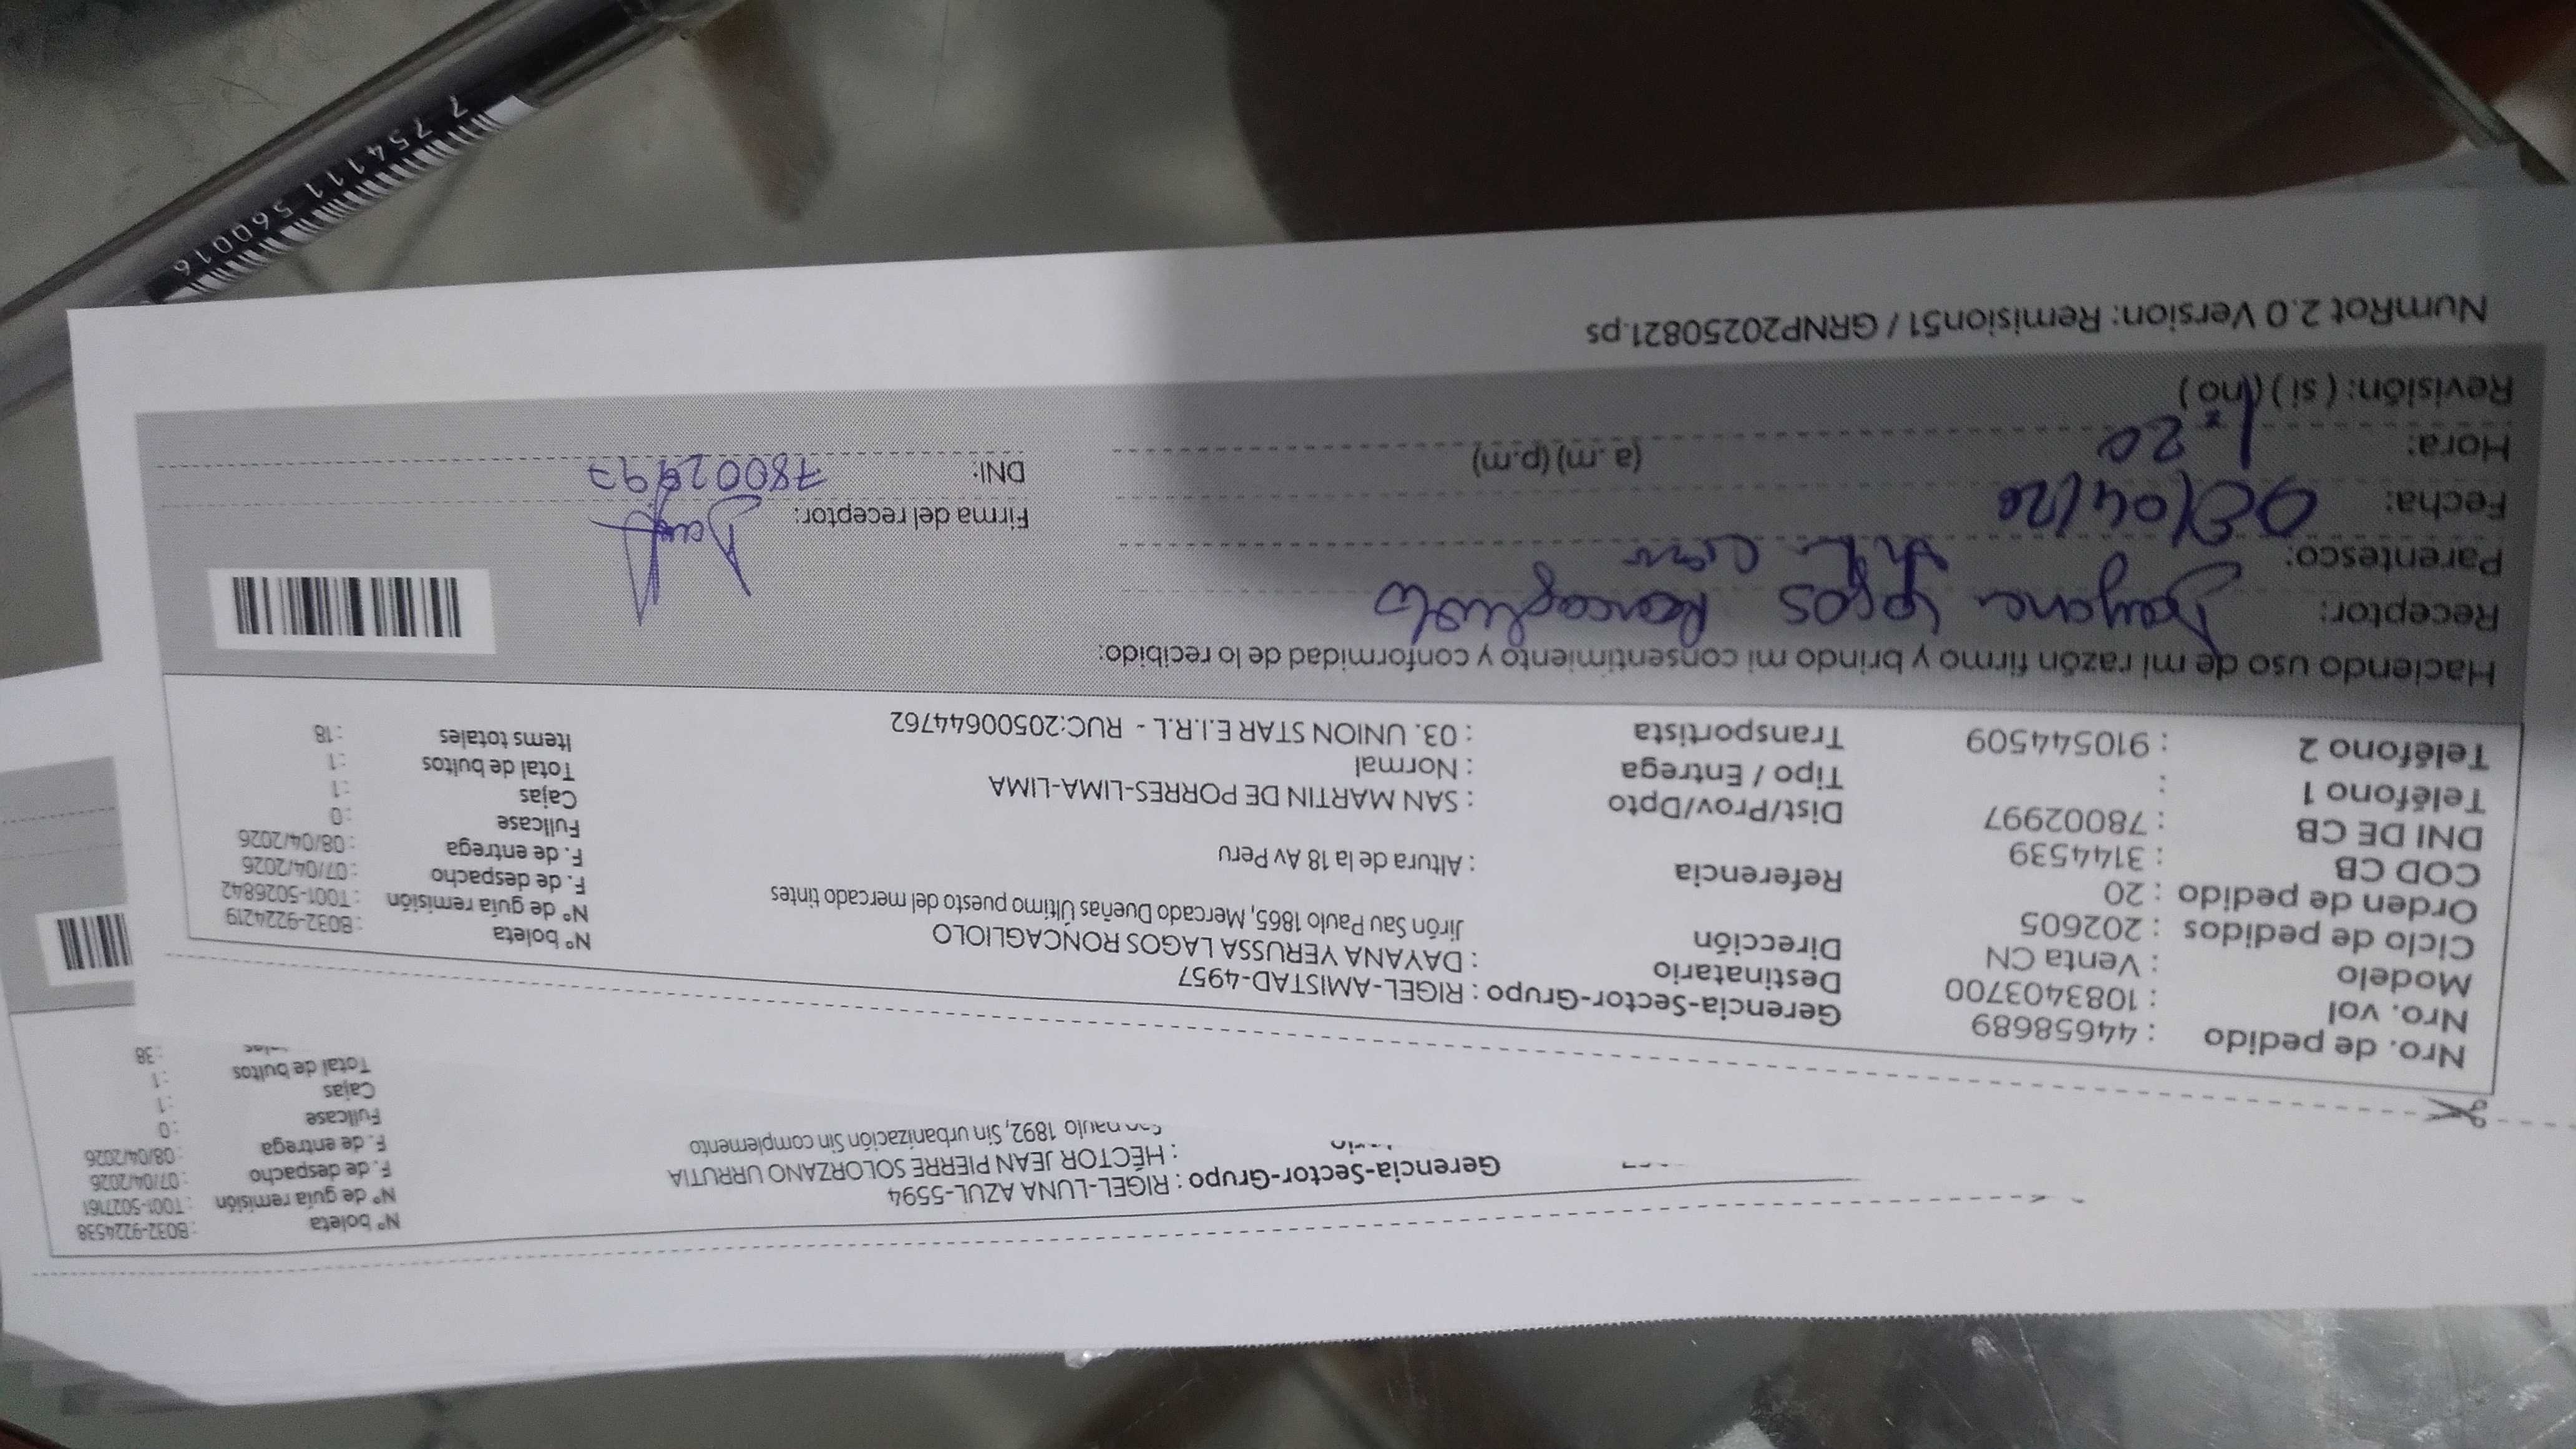 Gerencia-Sector-Grupo : RIGEL-AMISTAD-4957
Nro. de pedido : 44658689
Nro. vol : 1083403700
Modelo : Venta CN
Ciclo de pedidos : 202605
Orden de pedido : 20
COD CB : 3144539
DNI DE CB : 78002997
Teléfono 1 :
Teléfono 2 : 910544509
Destinatario : DAYANA YERUSSA LAGOS RONCAGLIOLO
Dirección
Jirón Sau Paulo 1865, Mercado Dueñas Último puesto del mercado tintes
Referencia : Altura de la 18 Av Peru
Dist/Prov/Dpto : SAN MARTIN DE PORRES-LIMA-LIMA
Tipo / Entrega : Normal
Transportista : 03. UNION STAR E.I.R.L - RUC:20500644762
N° boleta : B032-9224219
N° de guía remisión : T001-5026842
F. de despacho : 07/04/2026
F. de entrega : 08/04/2026
Fullcase : 0
Cajas : 1
Total de bultos : 1
Items totales : 18
Haciendo uso de mi razón firmo y brindo mi consentimiento y conformidad de lo recibido:
Receptor: Dayana Lagos Roncagliolo
Parentesco:
Fecha: 08/04/26
Hora: 1:20 (a.m) (p.m)
Revisión: ( si ) ( no )
Firma del receptor:
DNI: 78002997
NumRot 2.0 Version: Remision51 / GRNP20250821.ps
Gerencia-Sector-Grupo : RIGEL-LUNA AZUL-5594
: HÉCTOR JEAN PIERRE SOLORZANO URRUTIA
paulo 1892, Sin urbanización Sin complemento
N° boleta : B032-9224538
N° de guía remisión : T001-5027161
F. de despacho : 07/04/2026
F. de entrega : 08/04/2026
Fullcase : 0
Cajas : 1
Total de bultos : 1
: 38
7 754111 560016